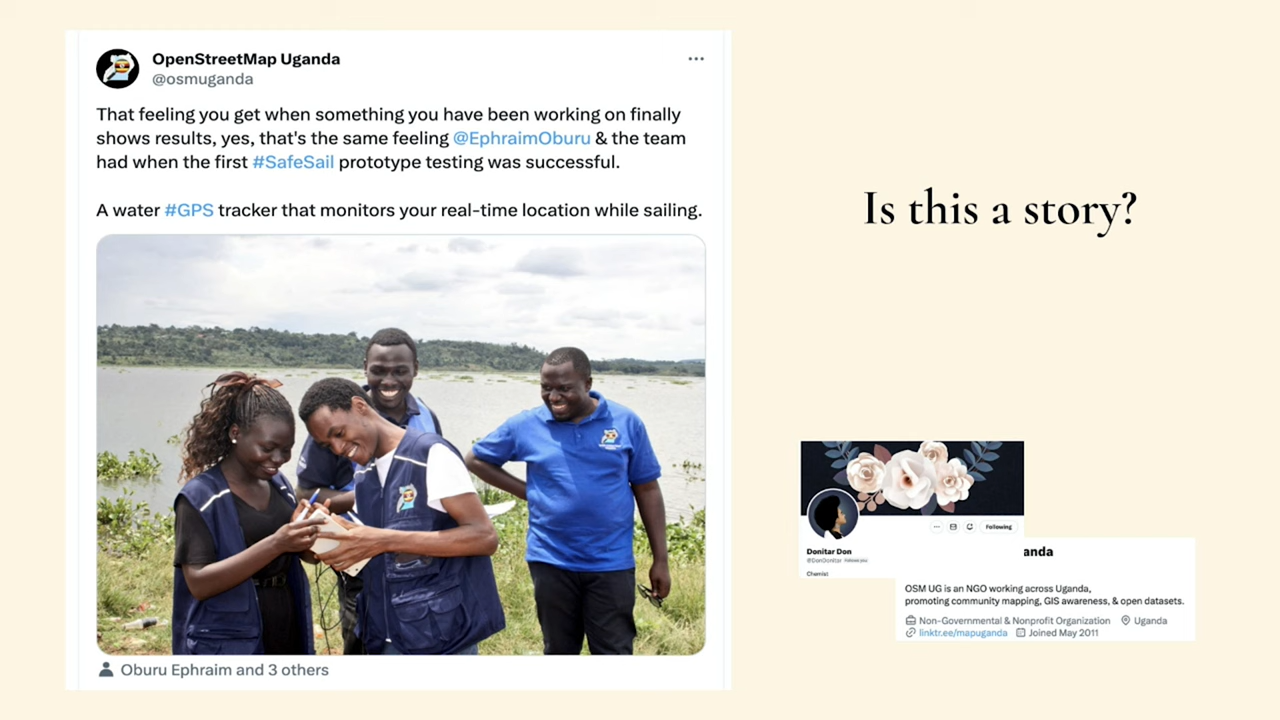 OpenStreetMap Uganda
@osmuganda
That feeling you get when something you have been working on finally
shows results, yes, that's the same feeling @EphraimOburu & the team
had when the first #SafeSail prototype testing was successful.
A water #GPS tracker that monitors your real-time location while sailing.
Oburu Ephraim and 3 others
Is this a story?
Following
Donitar Don
@DonDonitar Follows you
Chemist
anda
OSM UG is an NGO working across Uganda,
promoting community mapping, GIS awareness, & open datasets.
Non-Governmental & Nonprofit Organization Uganda
linktr.ee/mapuganda Joined May 2011